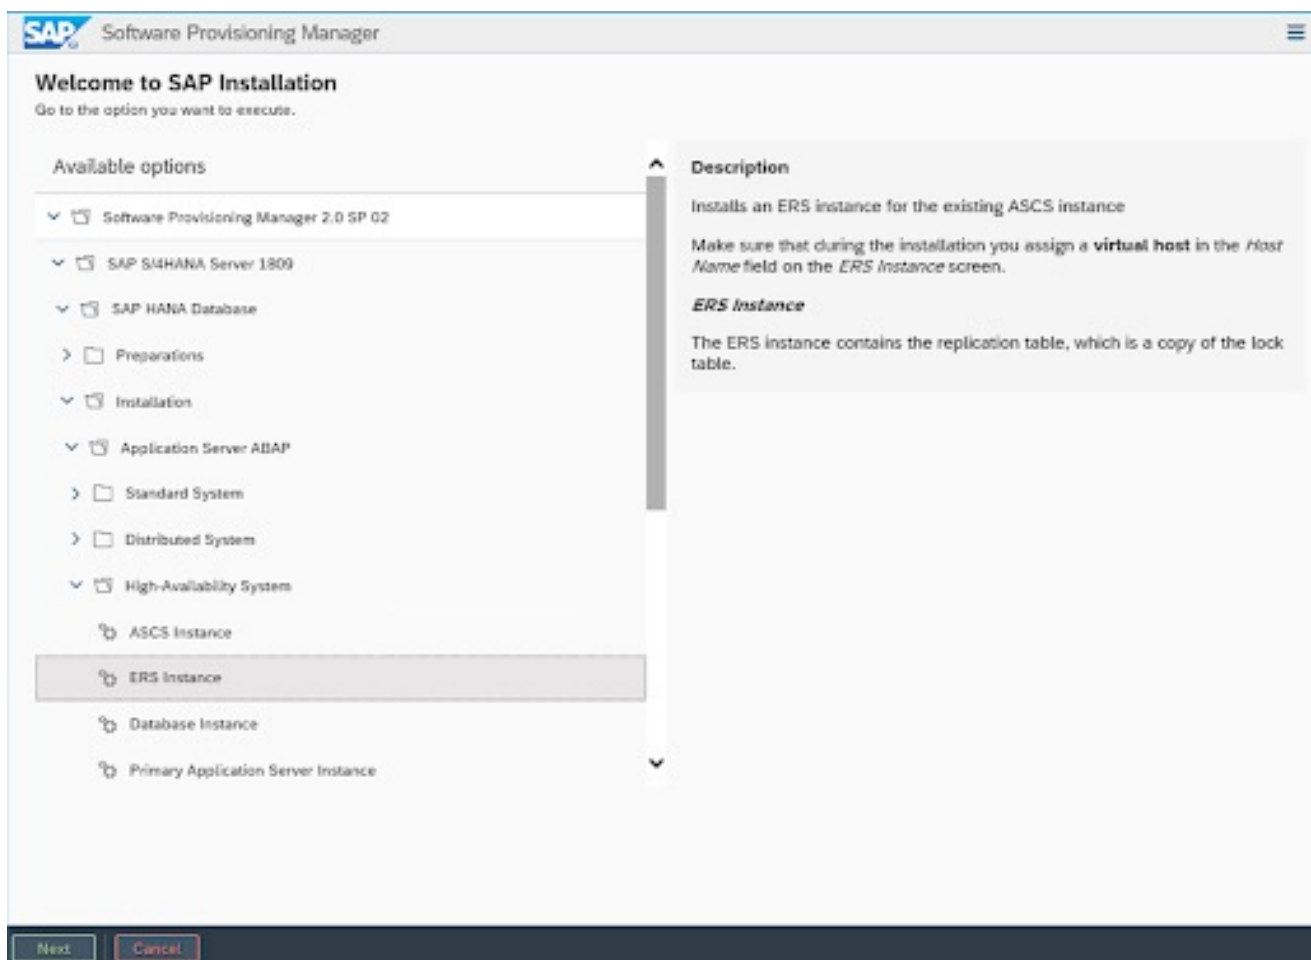 SAP Software Provisioning Manager
Welcome to SAP Installation
Go to the option you want to execute.
Available options
Software Provisioning Manager 2.0 SP 02
SAP S/4HANA Server 1809
SAP HANA Database
Preparations
Installation
Application Server ABAP
Standard System
Distributed System
High-Availability System
ASCS Instance
ERS Instance
Database Instance
Primary Application Server Instance
Description
Installs an ERS instance for the existing ASCS instance
Make sure that during the installation you assign a virtual host in the Host
Name field on the ERS Instance screen.
ERS Instance
The ERS instance contains the replication table, which is a copy of the lock
table.
Next
Cancel